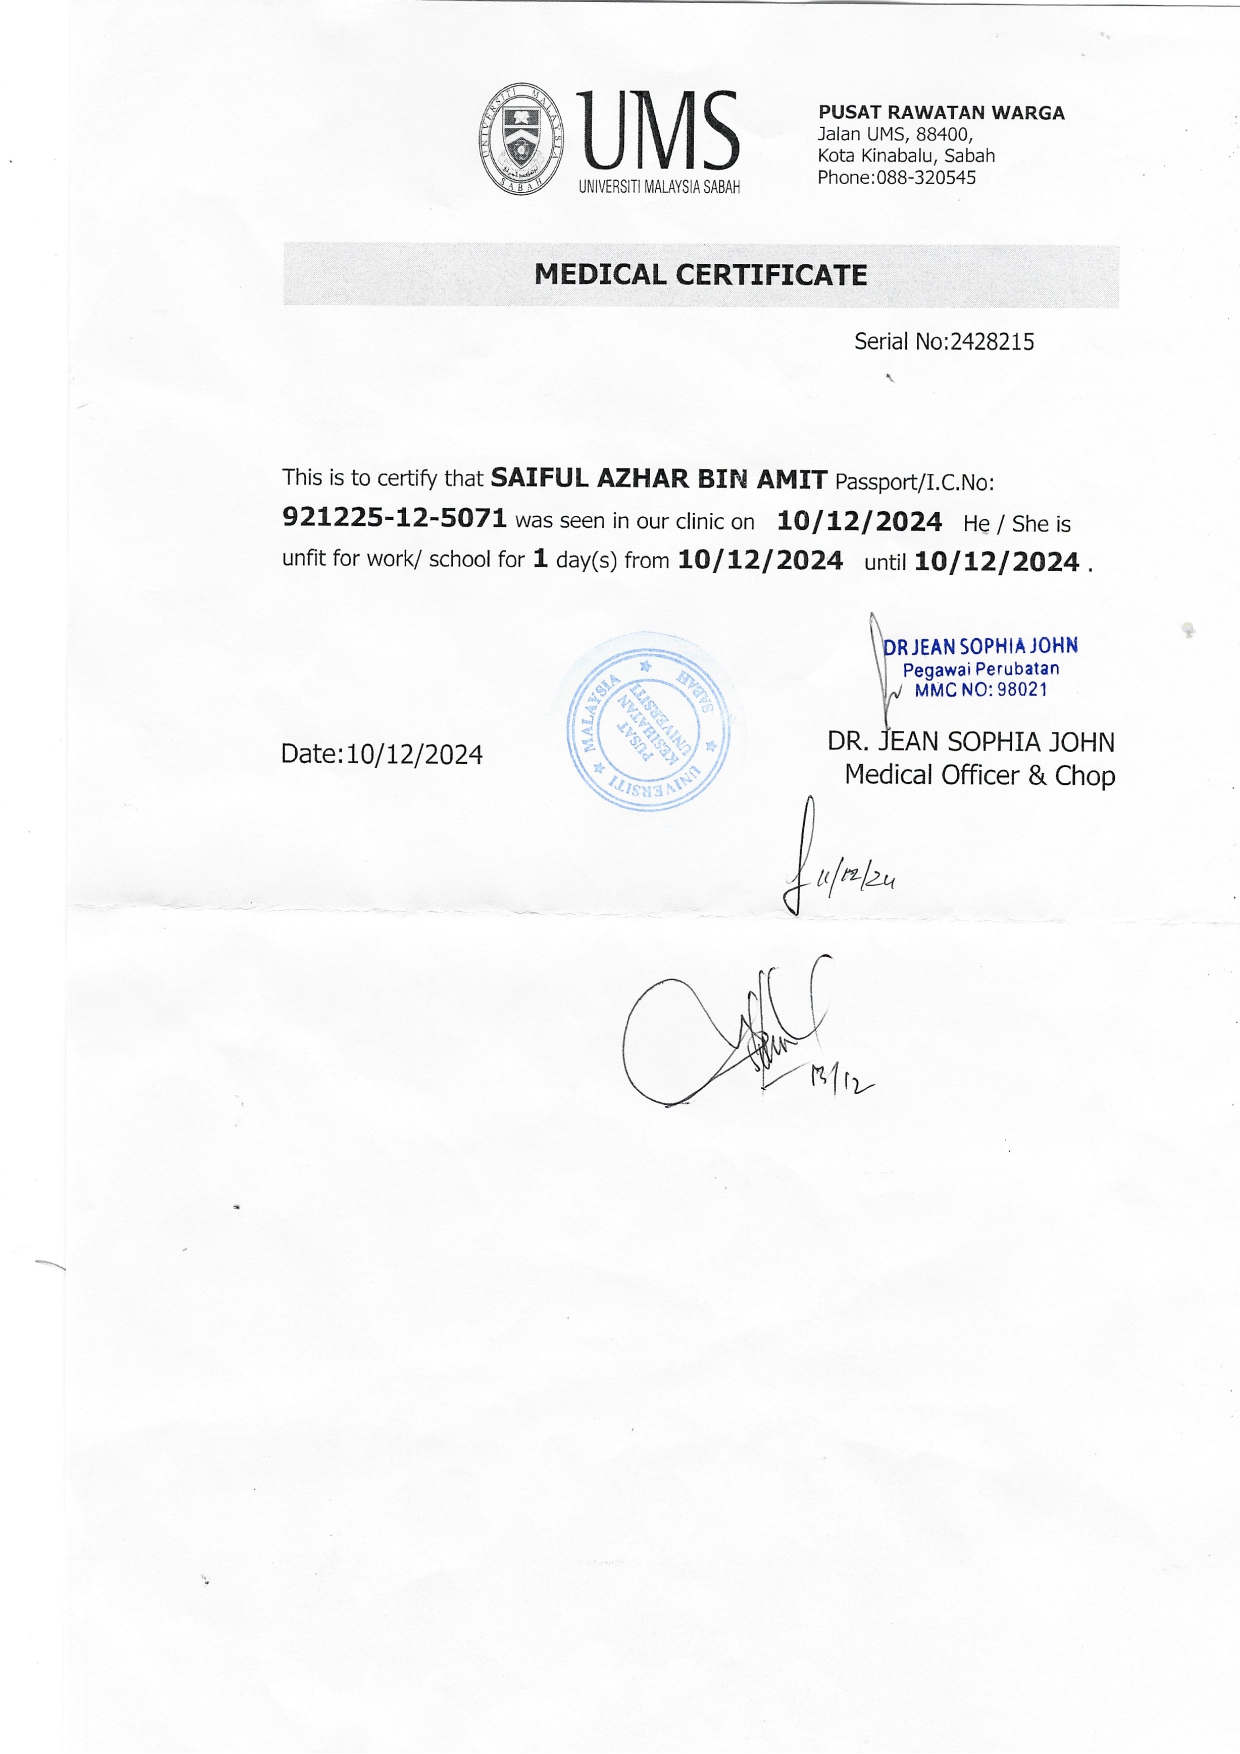 UNIVERSITI MALAYSIA SABAH
UMS
UNIVERSITI MALAYSIA SABAH
PUSAT RAWATAN WARGA
Jalan UMS, 88400,
Kota Kinabalu, Sabah
Phone:088-320545
MEDICAL CERTIFICATE
Serial No:2428215
This is to certify that SAIFUL AZHAR BIN AMIT Passport/I.C.No:
921225-12-5071 was seen in our clinic on 10/12/2024 He / She is
unfit for work/ school for 1 day(s) from 10/12/2024 until 10/12/2024 .
DR JEAN SOPHIA JOHN
Pegawai Perubatan
MMC NO: 98021
UNIVERSITI MALAYSIA SABAH
PUSAT
KESIHATAN
UNIVERSITI
Date:10/12/2024
DR. JEAN SOPHIA JOHN
Medical Officer & Chop
11/12/24
13/12